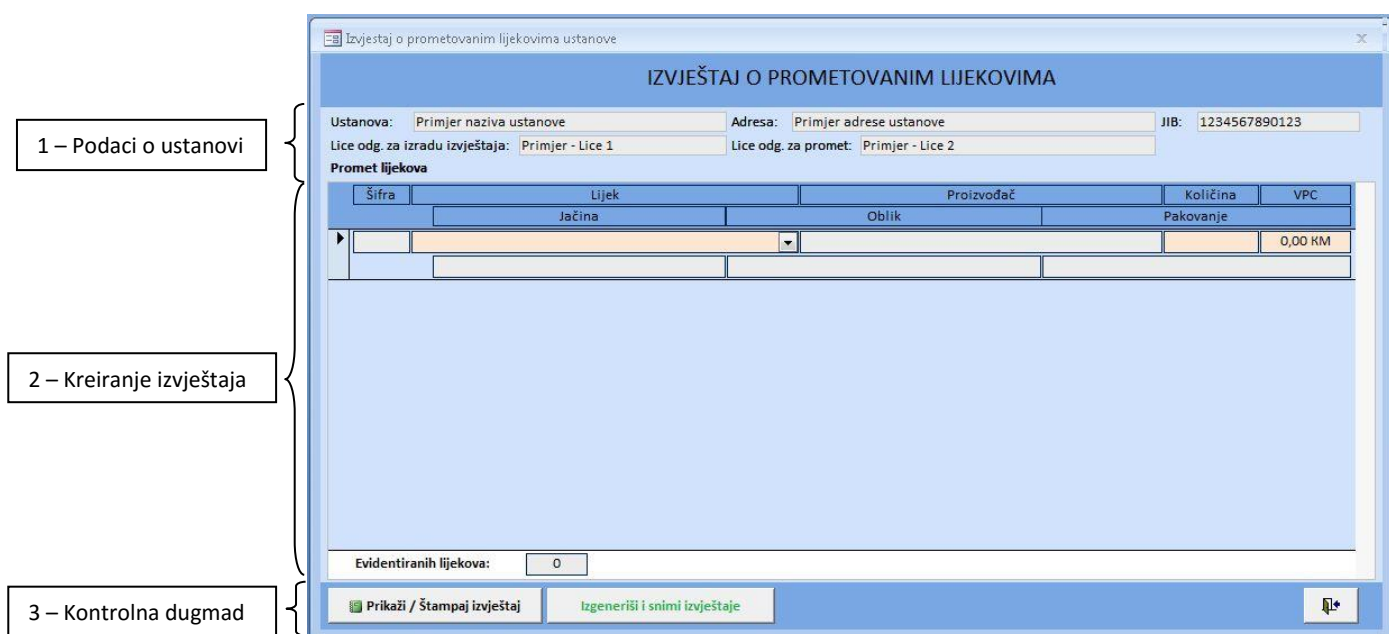 Izvjestaj o prometovanim lijekovima ustanove
IZVJEŠTAJ O PROMETOVANIM LIJEKOVIMA
1 – Podaci o ustanovi
Ustanova: Primjer naziva ustanove Adresa: Primjer adrese ustanove JIB: 1234567890123
Lice odg. za izradu izvještaja: Primjer - Lice 1 Lice odg. za promet: Primjer - Lice 2
Promet lijekova
Šifra Lijek Proizvođač Količina VPC
Jačina Oblik Pakovanje
0,00 KM
2 – Kreiranje izvještaja
Evidentiranih lijekova: 0
3 – Kontrolna dugmad
Prikaži / Štampaj izvještaj Izgeneriši i snimi izvještaje